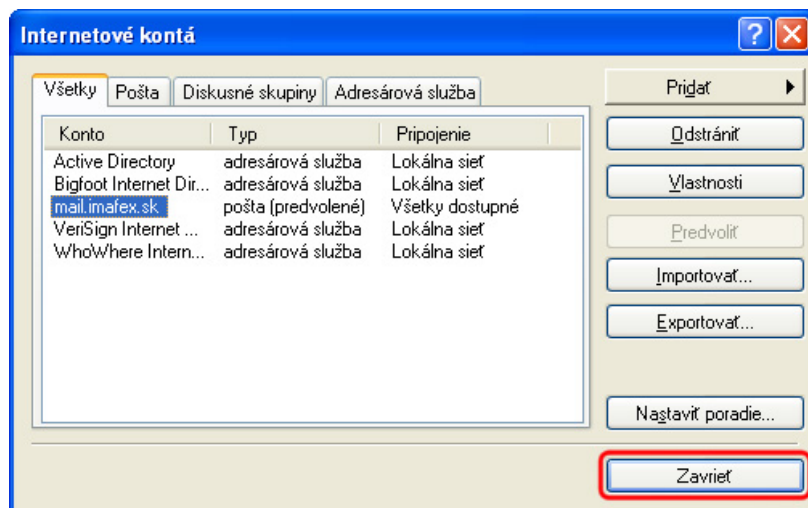 Internetové kontá
Všetky Pošta Diskusné skupiny Adresárová služba
Konto Typ Pripojenie
Active Directory adresárová služba Lokálna sieť
Bigfoot Internet Dir... adresárová služba Lokálna sieť
mail.imafex.sk pošta (predvolené) Všetky dostupné
VeriSign Internet ... adresárová služba Lokálna sieť
WhoWhere Intern... adresárová služba Lokálna sieť
Pridať
Odstrániť
Vlastnosti
Predvoliť
Importovať...
Exportovať...
Nastaviť poradie...
Zavrieť